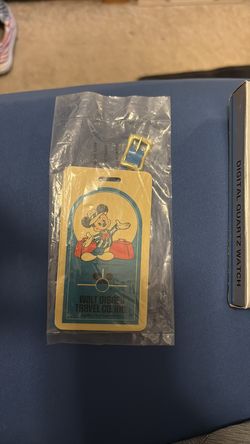 WALT DISNEY
TRAVEL CO., INC.
DIGITAL QUARTZ WATCH